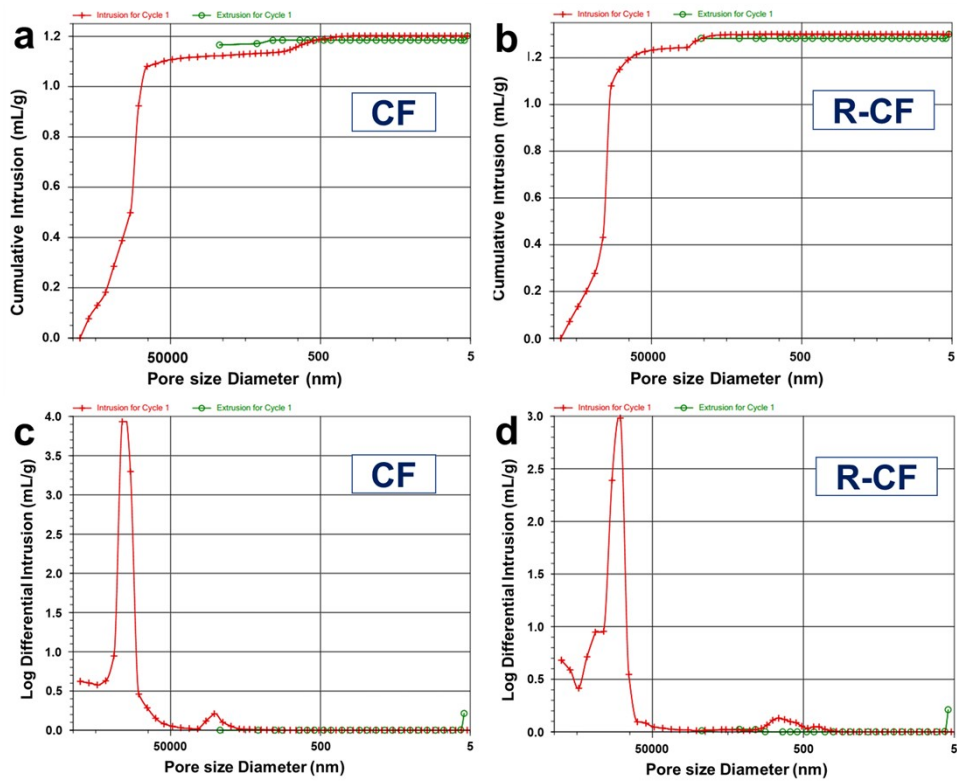 a
Intrusion for Cycle 1
Extrusion for Cycle 1
1.2
1.0
0.8
0.6
0.4
0.2
0.0
CF
50000
500
5
Cumulative Intrusion (mL/g)
Pore size Diameter (nm)
b
Intrusion for Cycle 1
Extrusion for Cycle 1
1.2
1.0
0.8
0.6
0.4
0.2
0.0
R-CF
50000
500
5
Cumulative Intrusion (mL/g)
Pore size Diameter (nm)
c
Intrusion for Cycle 1
Extrusion for Cycle 1
4.0
3.5
3.0
2.5
2.0
1.5
1.0
0.5
0.0
CF
50000
500
5
Log Differential Intrusion (mL/g)
Pore size Diameter (nm)
d
Intrusion for Cycle 1
Extrusion for Cycle 1
3.0
2.5
2.0
1.5
1.0
0.5
0.0
R-CF
50000
500
5
Log Differential Intrusion (mL/g)
Pore size Diameter (nm)